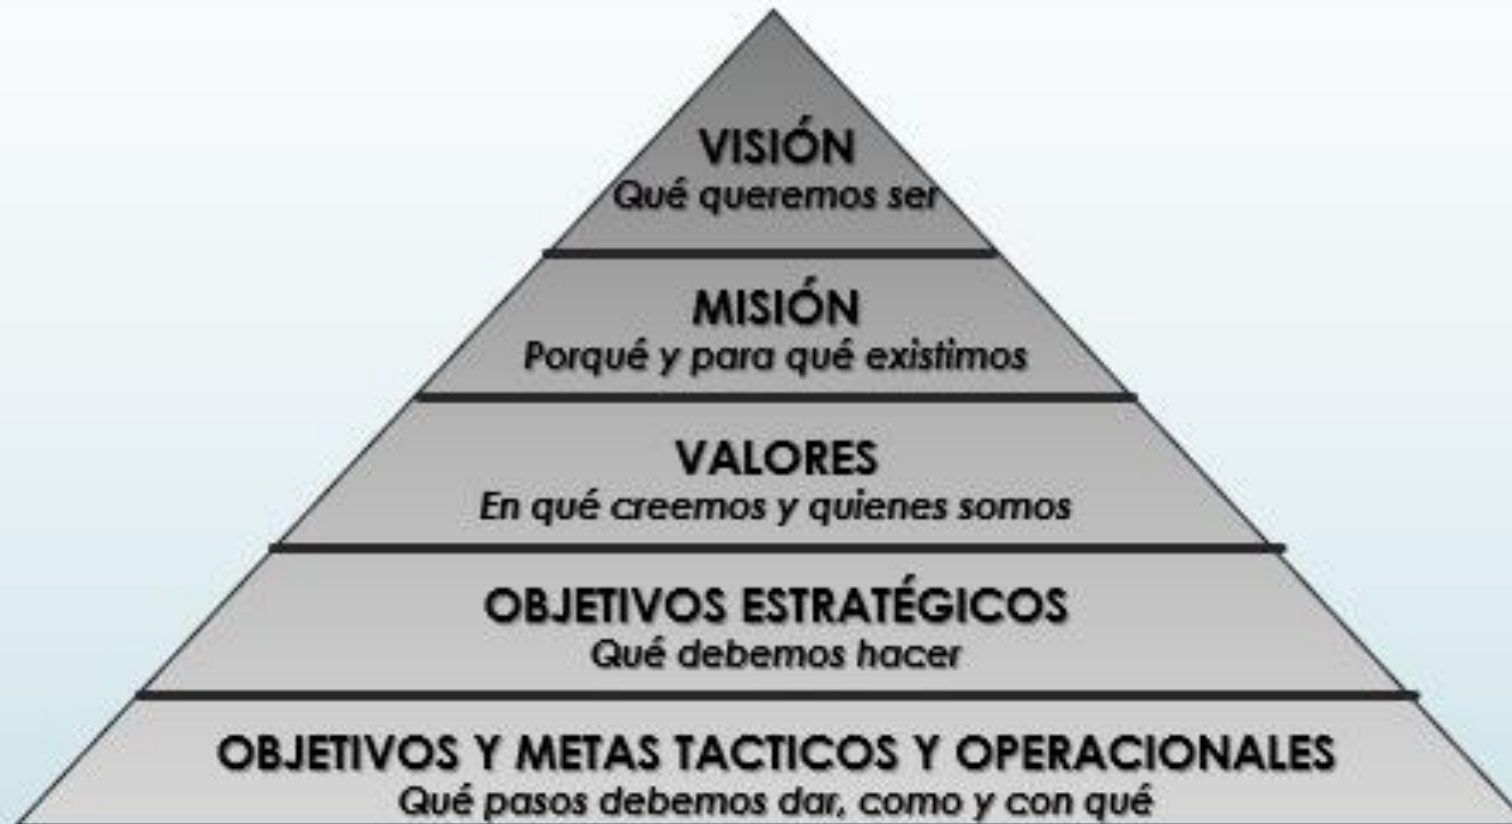 VISIÓN
Qué queremos ser
MISIÓN
Porqué y para qué existimos
VALORES
En qué creemos y quienes somos
OBJETIVOS ESTRATÉGICOS
Qué debemos hacer
OBJETIVOS Y METAS TACTICOS Y OPERACIONALES
Qué pasos debemos dar, como y con qué